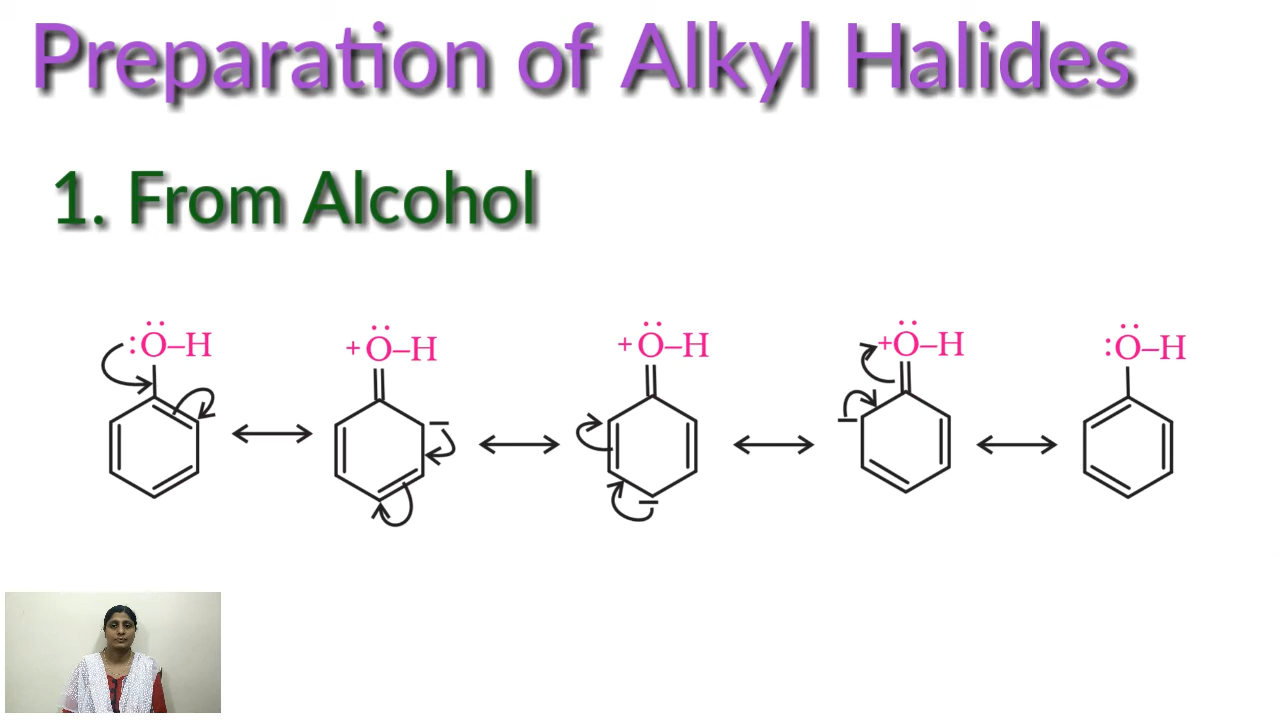 Preparation of Alkyl Halides
1. From Alcohol
:Ö–H +Ö–H +Ö–H +Ö–H :Ö–H